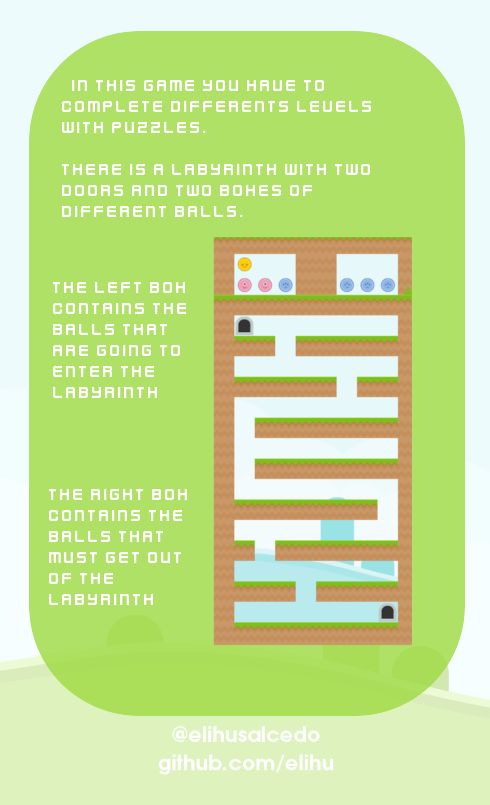 IN THIS GAME YOU HAVE TO
COMPLETE DIFFERENTS LEVELS
WITH PUZZLES.
THERE IS A LABYRINTH WITH TWO
DOORS AND TWO BOXES OF
DIFFERENT BALLS.
THE LEFT BOX
CONTAINS THE
BALLS THAT
ARE GOING TO
ENTER THE
LABYRINTH
THE RIGHT BOX
CONTAINS THE
BALLS THAT
MUST GET OUT
OF THE
LABYRINTH
@elihusalcedo
github.com/elihu